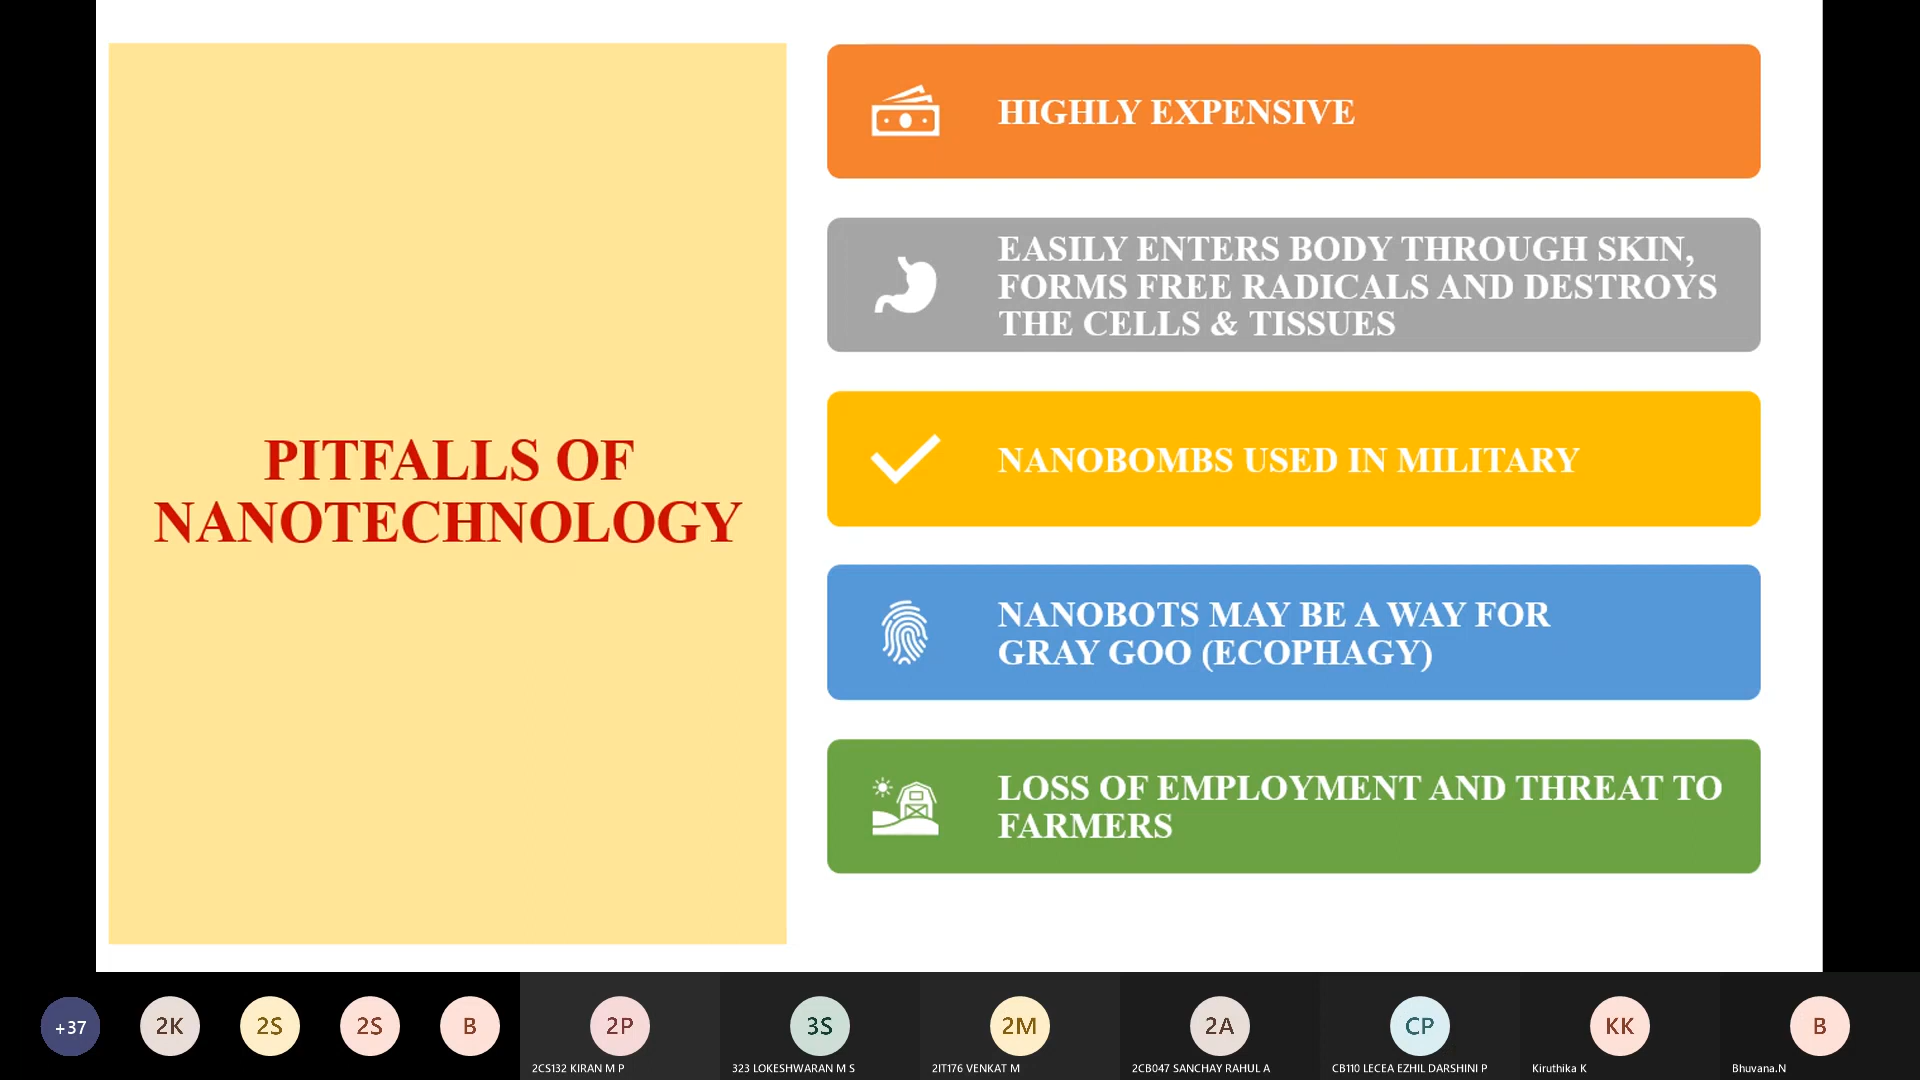 PITFALLS OF
NANOTECHNOLOGY
HIGHLY EXPENSIVE
EASILY ENTERS BODY THROUGH SKIN,
FORMS FREE RADICALS AND DESTROYS
THE CELLS & TISSUES
NANOBOMBS USED IN MILITARY
NANOBOTS MAY BE A WAY FOR
GRAY GOO (ECOPHAGY)
LOSS OF EMPLOYMENT AND THREAT TO
FARMERS
+37
2K
2S
2S
B
2P
3S
2M
2A
CP
KK
B
2CS132 KIRAN M P
323 LOKESHWARAN M S
2IT176 VENKAT M
2CB047 SANCHAY RAHUL A
CB110 LECEA EZHIL DARSHINI P
Kiruthika K
Bhuvana.N